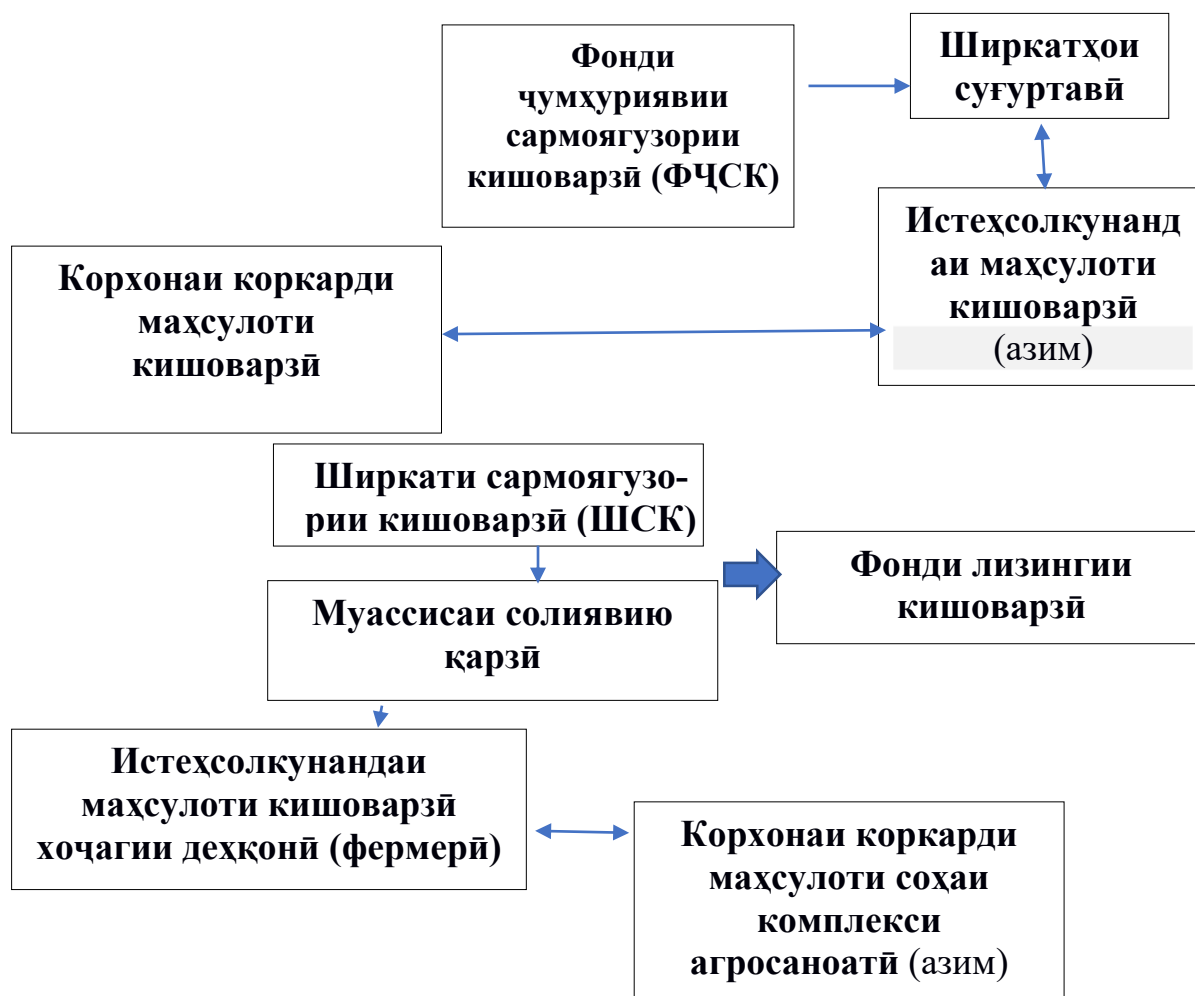 Фонди
ҷумҳуриявии
сармоягузории
кишоварзӣ (ФҶСК)
Ширкатҳои
суғуртавӣ
Истеҳсолкунанд
аи маҳсулоти
кишоварзӣ
(азим)
Корхонаи коркарди
маҳсулоти
кишоварзӣ
Ширкати сармоягузо-
рии кишоварзӣ (ШСК)
Фонди лизингии
кишоварзӣ
Муассисаи солиявию
қарзӣ
Истеҳсолкунандаи
маҳсулоти кишоварзӣ
хоҷагии деҳқонӣ (фермерӣ)
Корхонаи коркарди
маҳсулоти соҳаи
комплекси
агросаноатӣ (азим)